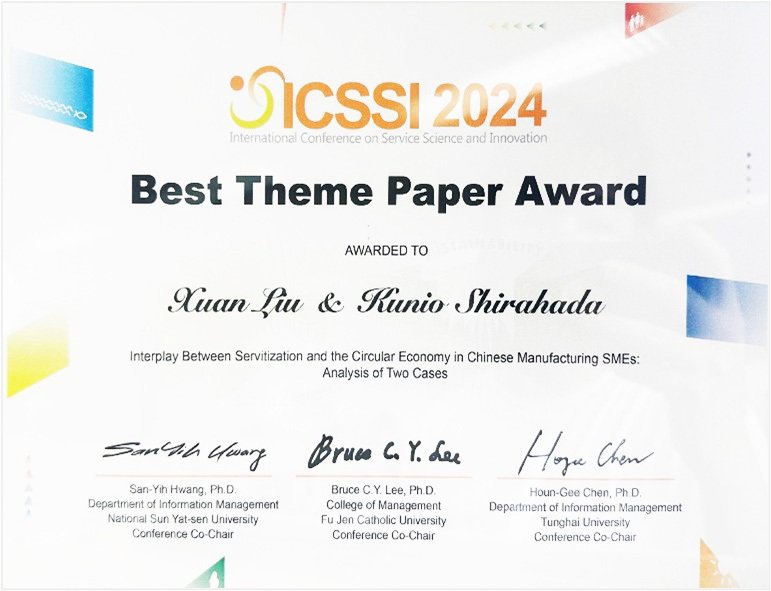 ICSSI 2024
International Conference on Service Science and Innovation
Best Theme Paper Award
AWARDED TO
Xuan Liu & Kunio Shirahada
Interplay Between Servitization and the Circular Economy in Chinese Manufacturing SMEs:
Analysis of Two Cases
San-Yih Hwang Bruce C. Y. Lee
San-Yih Hwang, Ph.D.
Department of Information Management
National Sun Yat-sen University
Conference Co-Chair
Bruce C.Y. Lee, Ph.D.
College of Management
Fu Jen Catholic University
Conference Co-Chair
Houn-Gee Chen, Ph.D.
Department of Information Management
Tunghai University
Conference Co-Chair